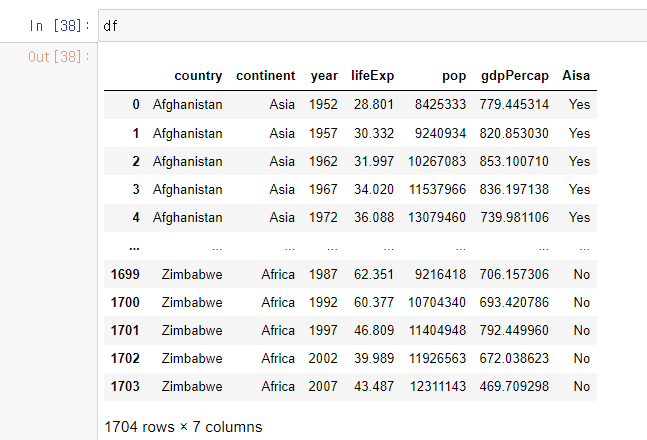 In [38]: df
Out[38]:
country continent year lifeExp pop gdpPercap Aisa
0 Afghanistan Asia 1952 28.801 8425333 779.445314 Yes
1 Afghanistan Asia 1957 30.332 9240934 820.853030 Yes
2 Afghanistan Asia 1962 31.997 10267083 853.100710 Yes
3 Afghanistan Asia 1967 34.020 11537966 836.197138 Yes
4 Afghanistan Asia 1972 36.088 13079460 739.981106 Yes
... ... ... ... ... ... ... ...
1699 Zimbabwe Africa 1987 62.351 9216418 706.157306 No
1700 Zimbabwe Africa 1992 60.377 10704340 693.420786 No
1701 Zimbabwe Africa 1997 46.809 11404948 792.449960 No
1702 Zimbabwe Africa 2002 39.989 11926563 672.038623 No
1703 Zimbabwe Africa 2007 43.487 12311143 469.709298 No
1704 rows × 7 columns